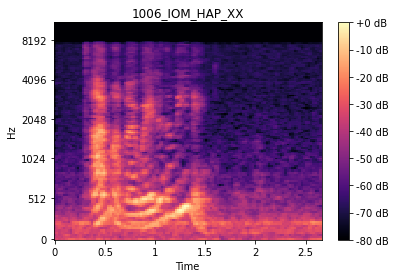 1006_IOM_HAP_XX
+0 dB
8192
-10 dB
4096
-20 dB
-30 dB
2048
Hz
-40 dB
1024
-50 dB
512
-60 dB
-70 dB
0
-80 dB
0
0.5
1
1.5
2
2.5
Time